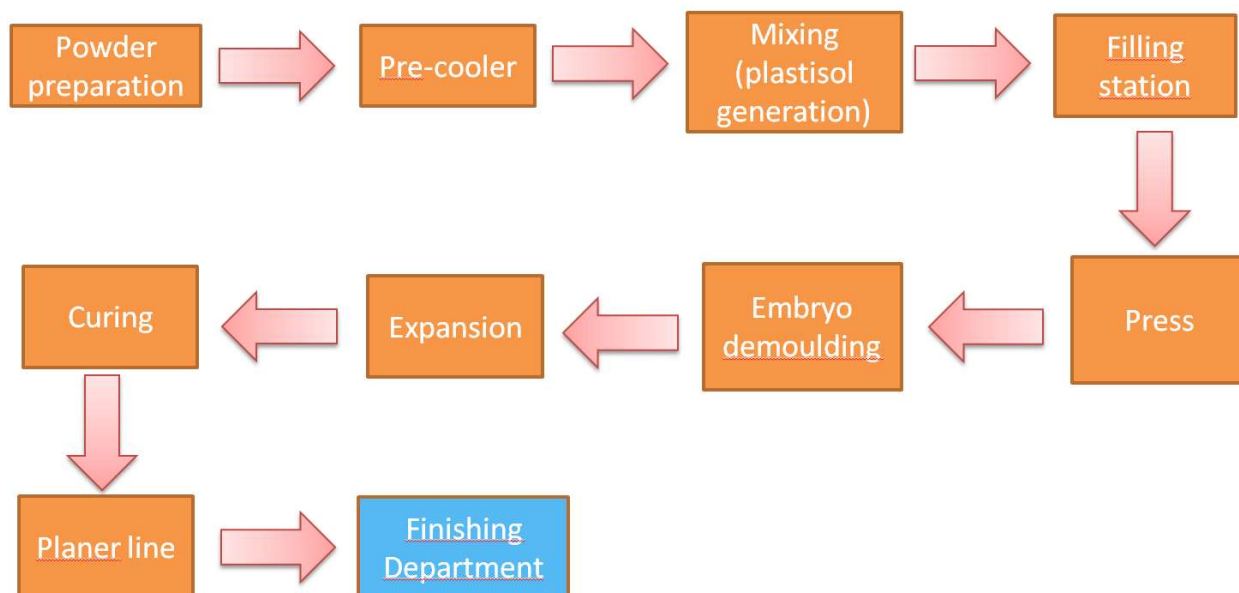 Powder
preparation
Pre-cooler
Mixing
(plastisol
generation)
Filling
station
Press
Embryo
demoulding
Expansion
Curing
Planer line
Finishing
Department